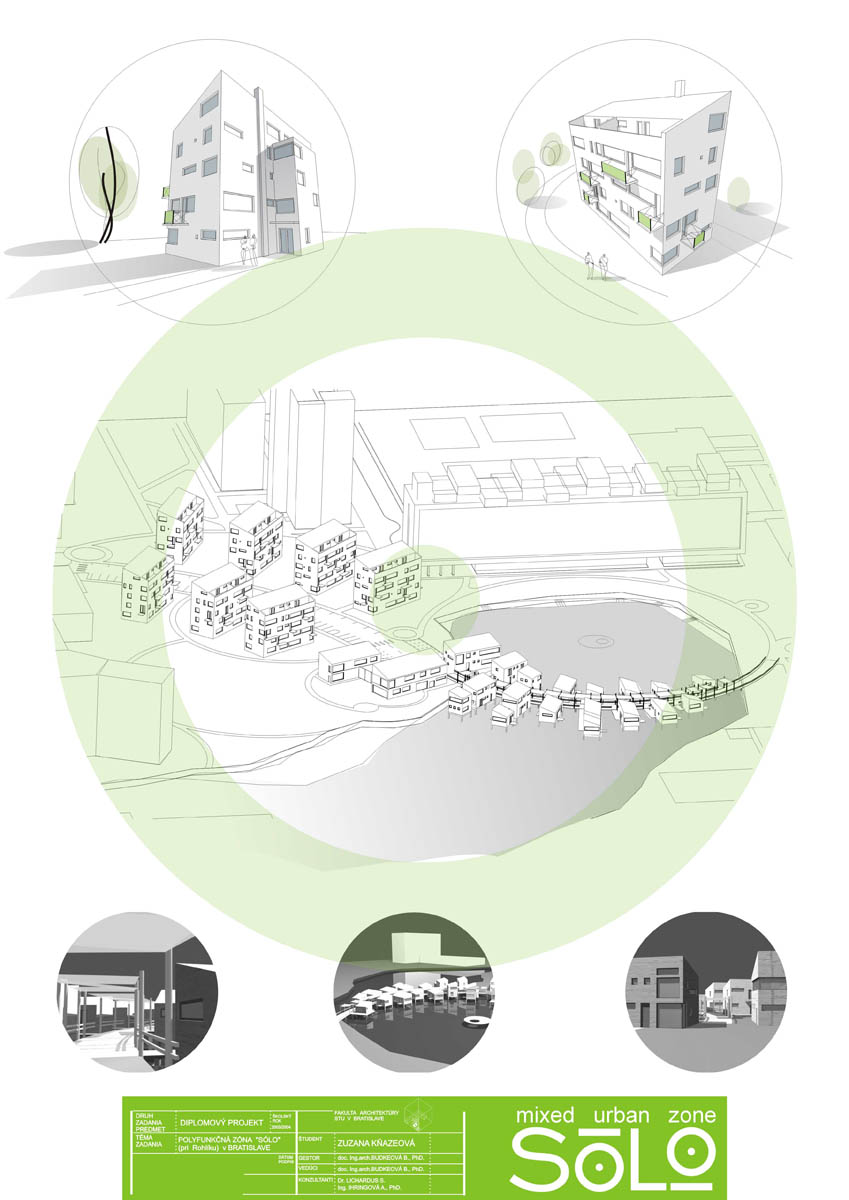 DRUH
ZADANIA
PREDMET
DIPLOMOVÝ PROJEKT
ŠKOLSKÝ
ROK
2003/2004
FAKULTA ARCHITEKTÚRY
STU V BRATISLAVE
TÉMA
ZADANIA
POLYFUNKČNÁ ZÓNA "SÓLO"
(pri Rohlíku) v BRATISLAVE
ŠTUDENT
ZUZANA KŇAZEOVÁ
DÁTUM
PODPIS
GESTOR
doc. Ing.arch.BUDKEOVÁ B., PhD.
VEDÚCI
doc. Ing.arch.BUDKEOVÁ B., PhD.
KONZULTANTI
Dr. LICHARDUS S.
Ing. IHRINGOVÁ A., PhD.
mixed urban zone
SōLO